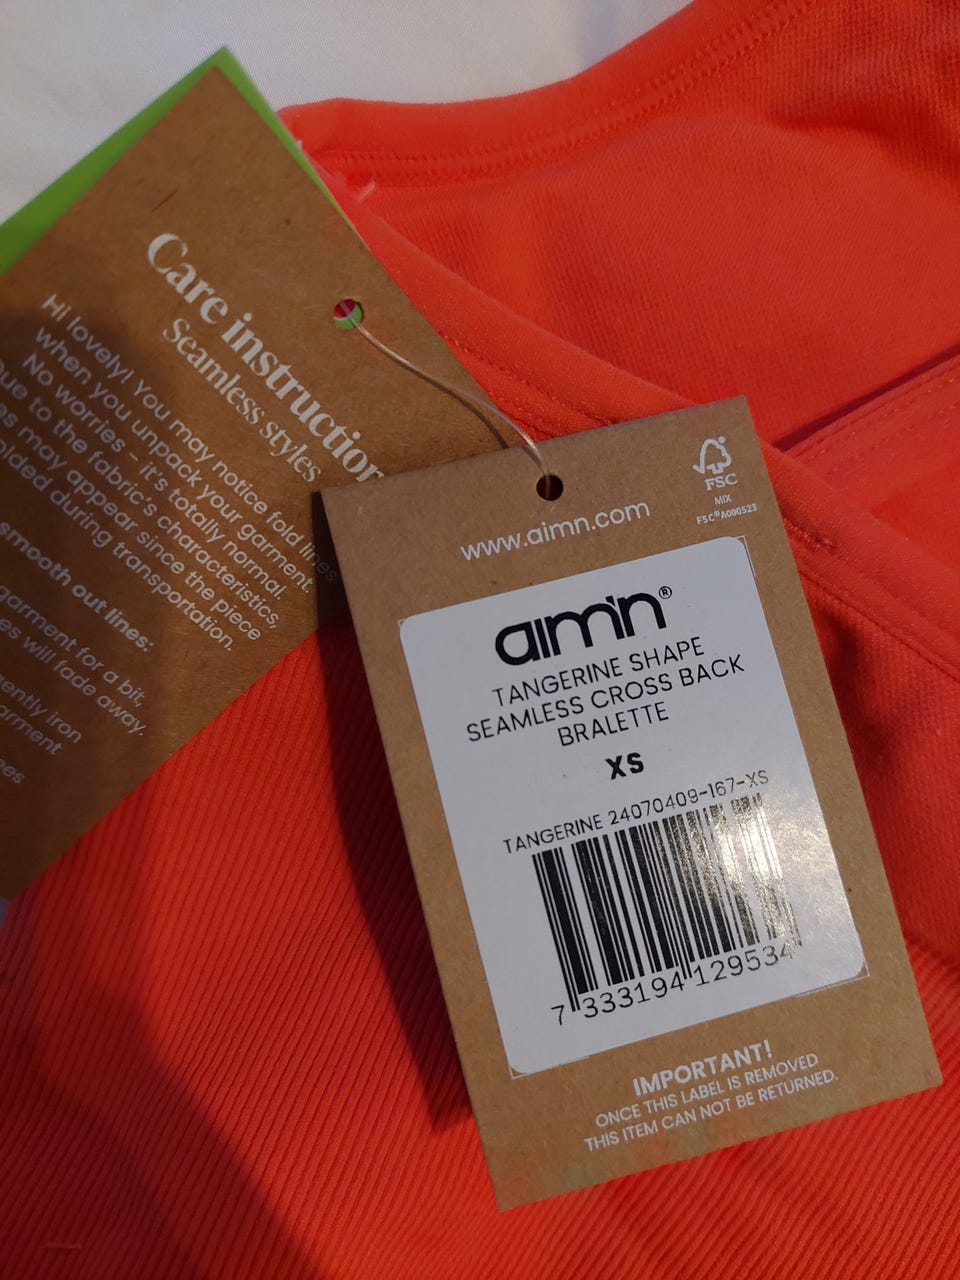 Care instruction
Seamless styles
Hi lovely! You may notice fold lines
when you unpack your garment.
No worries – it's totally normal
due to the fabric's characteristics,
may appear since the piece
folded during transportation.
smooth out lines:
garment for a bit,
will fade away.
gently iron
www.aimn.com
FSC
MIX
FSC® A000523
aim'n®
TANGERINE SHAPE
SEAMLESS CROSS BACK
BRALETTE
XS
TANGERINE 24070409-167-XS
7 333194 129534
IMPORTANT!
ONCE THIS LABEL IS REMOVED
THIS ITEM CAN NOT BE RETURNED.